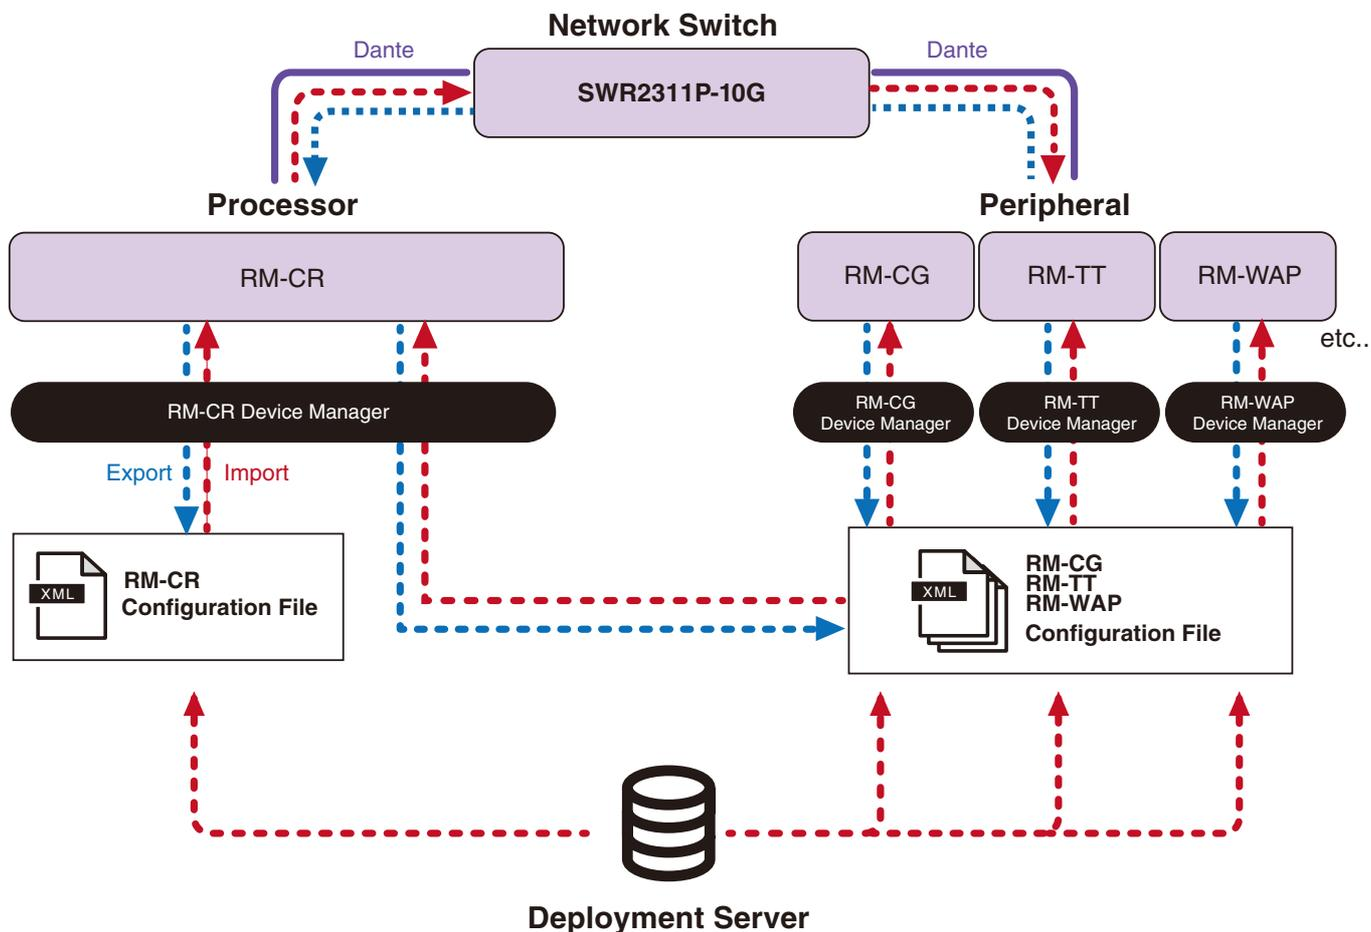 Network Switch
Dante
Dante
SWR2311P-10G
Processor
Peripheral
RM-CR
RM-CG
RM-TT
RM-WAP
etc..
RM-CR Device Manager
RM-CG
Device Manager
RM-TT
Device Manager
RM-WAP
Device Manager
Export
Import
XML
RM-CR
Configuration File
XML
RM-CG
RM-TT
RM-WAP
Configuration File
Deployment Server